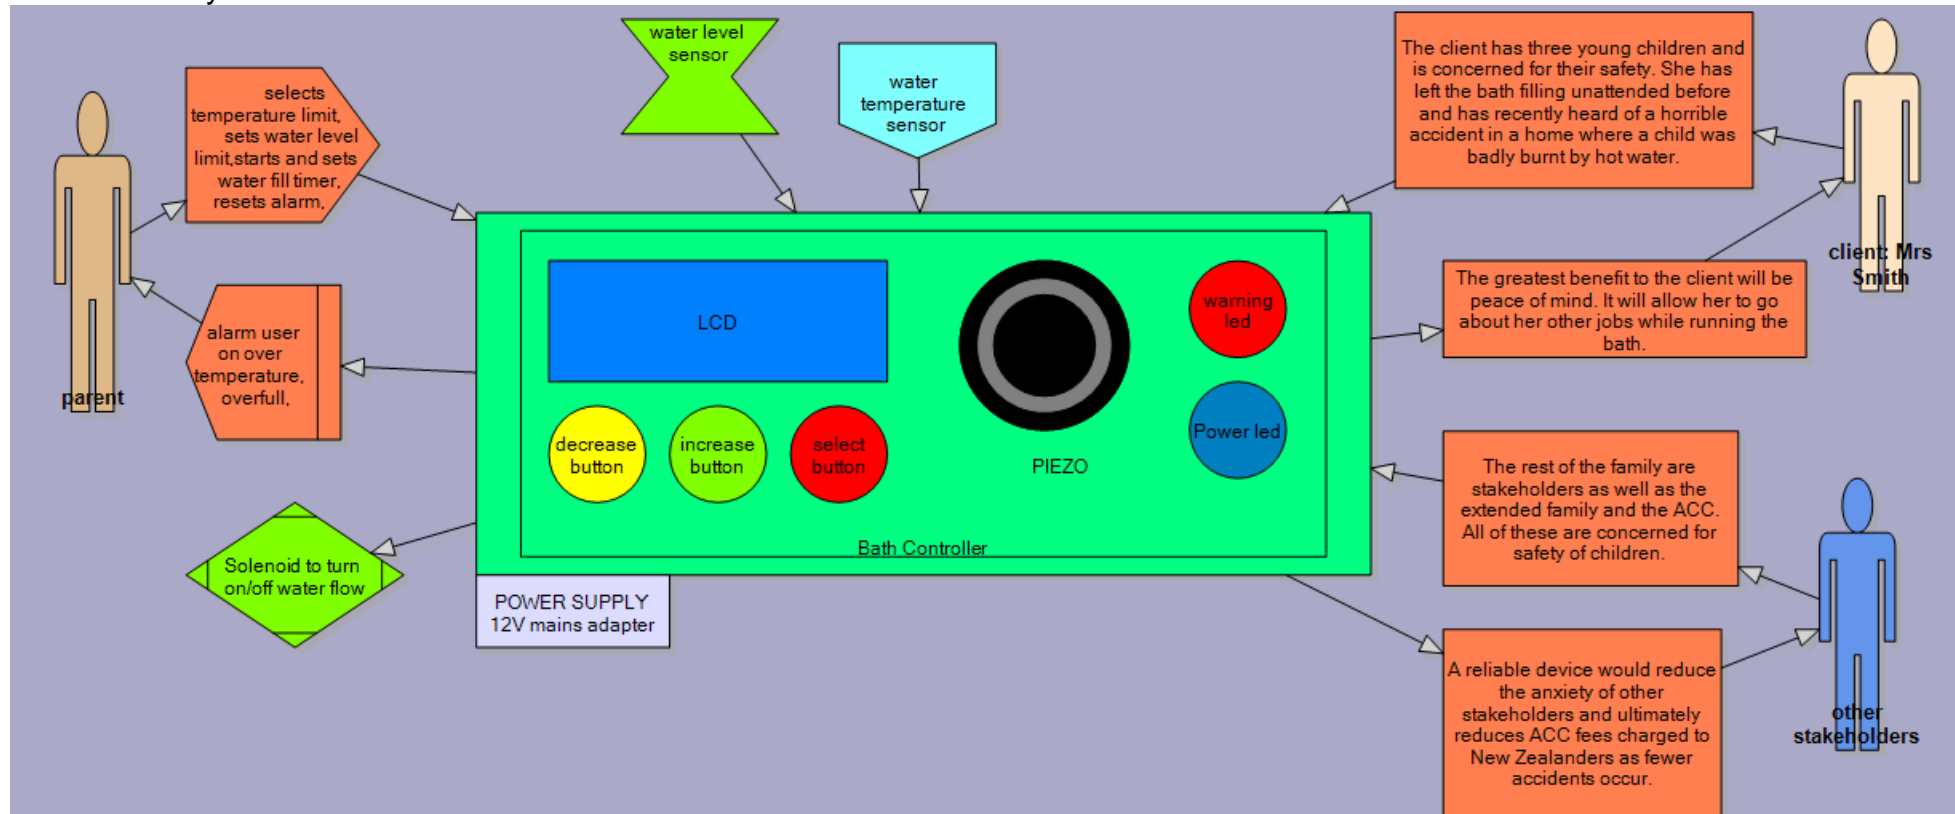 water level
sensor
water
temperature
sensor
The client has three young children and
is concerned for their safety. She has
left the bath filling unattended before
and has recently heard of a horrible
accident in a home where a child was
badly burnt by hot water.
client: Mrs
Smith
selects
temperature limit,
sets water level
limit,starts and sets
water fill timer,
resets alarm,
parent
alarm user
on over
temperature,
overfull,
LCD
warning
led
The greatest benefit to the client will be
peace of mind. It will allow her to go
about her other jobs while running the
bath.
decrease
button
increase
button
select
button
PIEZO
Power led
Bath Controller
The rest of the family are
stakeholders as well as the
extended family and the ACC.
All of these are concerned for
safety of children.
Solenoid to turn
on/off water flow
POWER SUPPLY
12V mains adapter
A reliable device would reduce
the anxiety of other
stakeholders and ultimately
reduces ACC fees charged to
New Zealanders as fewer
accidents occur.
other
stakeholders